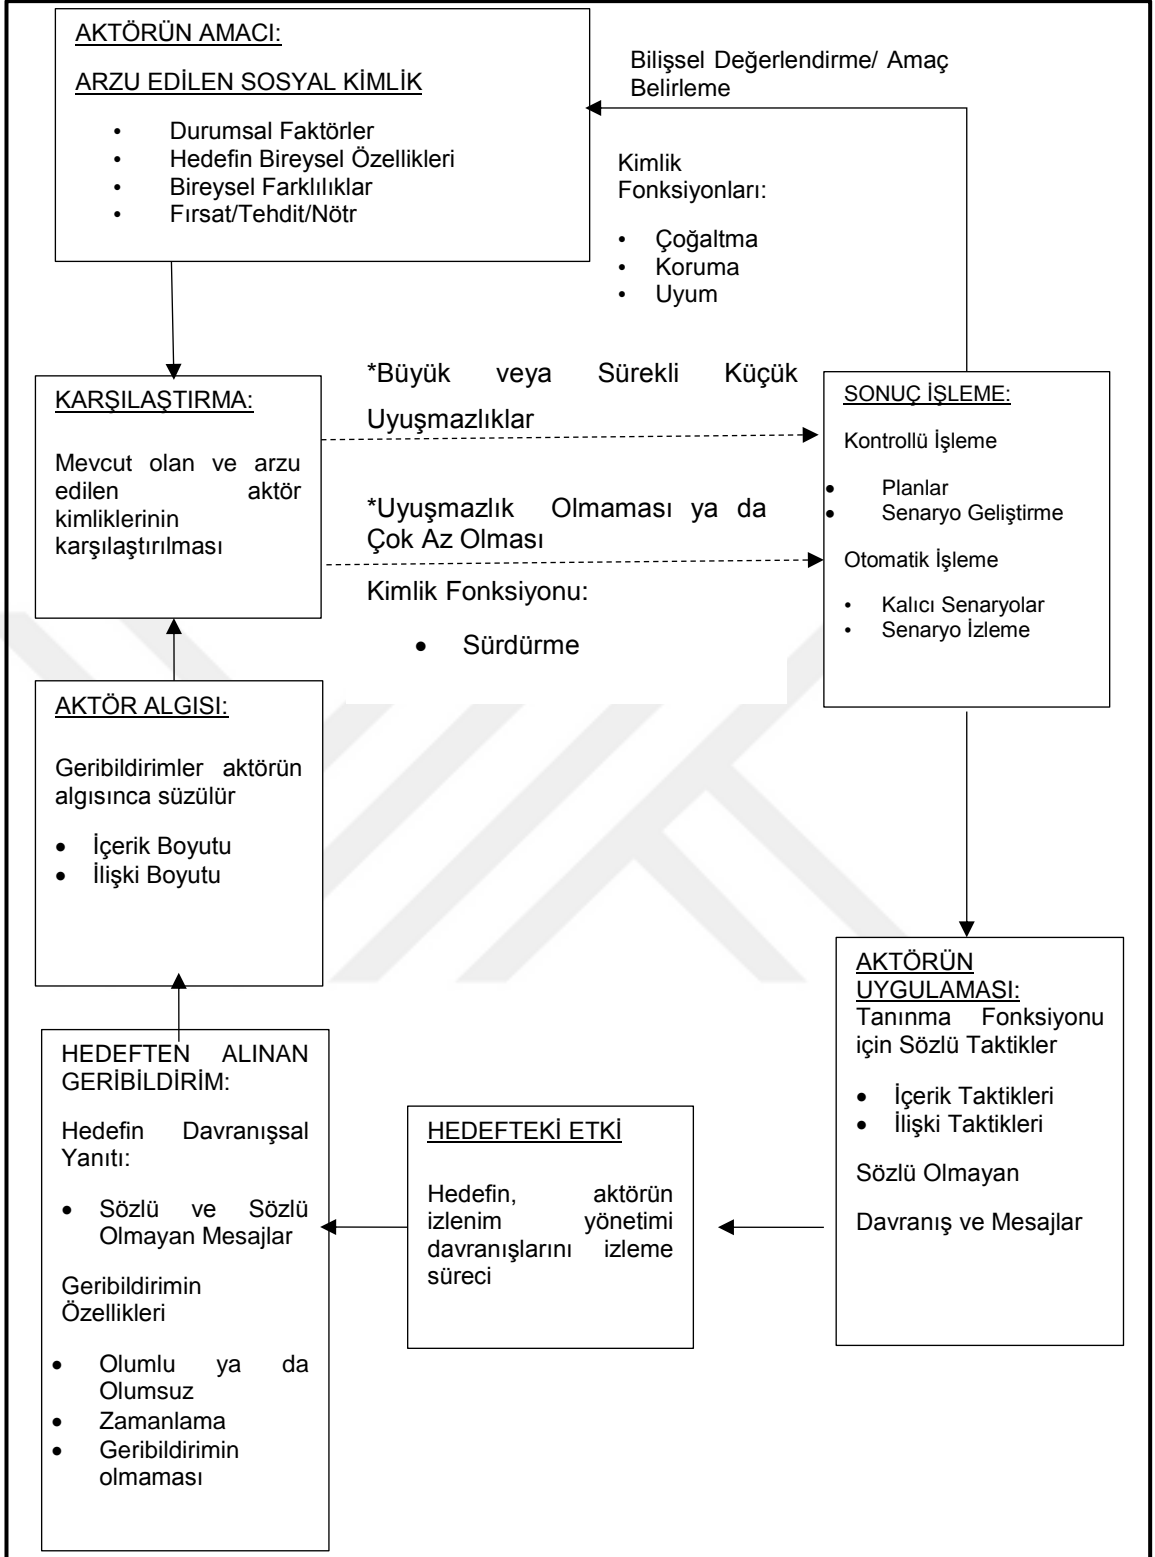 AKTÖRÜN AMACI:
ARZU EDİLEN SOSYAL KİMLİK
• Durumsal Faktörler
• Hedefin Bireysel Özellikleri
• Bireysel Farklılıklar
• Fırsat/Tehdit/Nötr
Bilişsel Değerlendirme/ Amaç
Belirleme
Kimlik
Fonksiyonları:
• Çoğaltma
• Koruma
• Uyum
KARŞILAŞTIRMA:
Mevcut olan ve arzu
edilen aktör
kimliklerinin
karşılaştırılması
*Büyük veya Sürekli Küçük
Uyuşmazlıklar
*Uyuşmazlık Olmaması ya da
Çok Az Olması
Kimlik Fonksiyonu:
• Sürdürme
SONUÇ İŞLEME:
Kontrollü İşleme
• Planlar
• Senaryo Geliştirme
Otomatik İşleme
• Kalıcı Senaryolar
• Senaryo İzleme
AKTÖR ALGISI:
Geribildirimler aktörün
algısınca süzülür
• İçerik Boyutu
• İlişki Boyutu
AKTÖRÜN
UYGULAMASI:
Tanınma Fonksiyonu
için Sözlü Taktikler
• İçerik Taktikleri
• İlişki Taktikleri
Sözlü Olmayan
Davranış ve Mesajlar
HEDEFTEKİ ETKİ
Hedefin, aktörün
izlenim yönetimi
davranışlarını izleme
süreci
HEDEFTEN ALINAN
GERİBİLDİRİM:
Hedefin Davranışsal
Yanıtı:
• Sözlü ve Sözlü
Olmayan Mesajlar
Geribildirimin
Özellikleri
• Olumlu ya da
Olumsuz
• Zamanlama
• Geribildirimin
olmaması